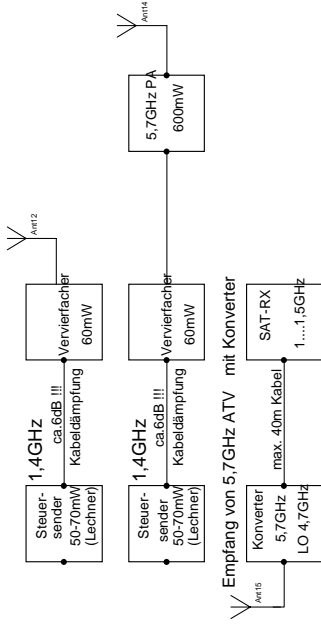 Ant12
1,4GHz
Steuer-
sender
50-70mW
(Lechner)
ca.6dB !!!
Kabeldämpfung
Vervierfacher
60mW
Ant14
1,4GHz
Steuer-
sender
50-70mW
(Lechner)
ca.6dB !!!
Kabeldämpfung
Vervierfacher
60mW
5,7GHz PA
600mW
Empfang von 5,7GHz ATV mit Konverter
Ant15
Konverter
5,7GHz
LO 4,7GHz
max. 40m Kabel
SAT-RX
1....1,5GHz